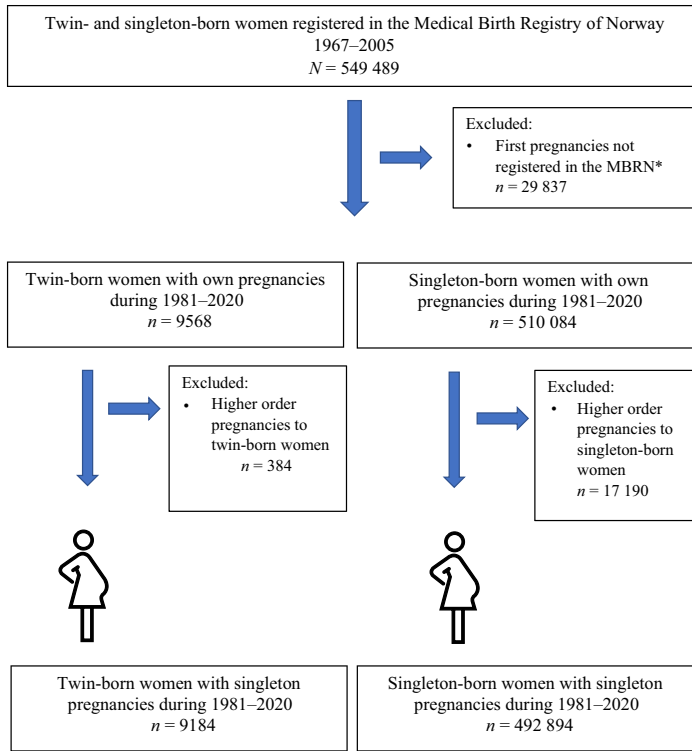 Twin- and singleton-born women registered in the Medical Birth Registry of Norway
1967–2005
N = 549 489
Excluded:
• First pregnancies not
registered in the MBRN*
n = 29 837
Twin-born women with own pregnancies
during 1981–2020
n = 9568
Singleton-born women with own
pregnancies during 1981–2020
n = 510 084
Excluded:
• Higher order
pregnancies to
twin-born women
n = 384
Excluded:
• Higher order
pregnancies to
singleton-born
women
n = 17 190
Twin-born women with singleton
pregnancies during 1981–2020
n = 9184
Singleton-born women with singleton
pregnancies during 1981–2020
n = 492 894